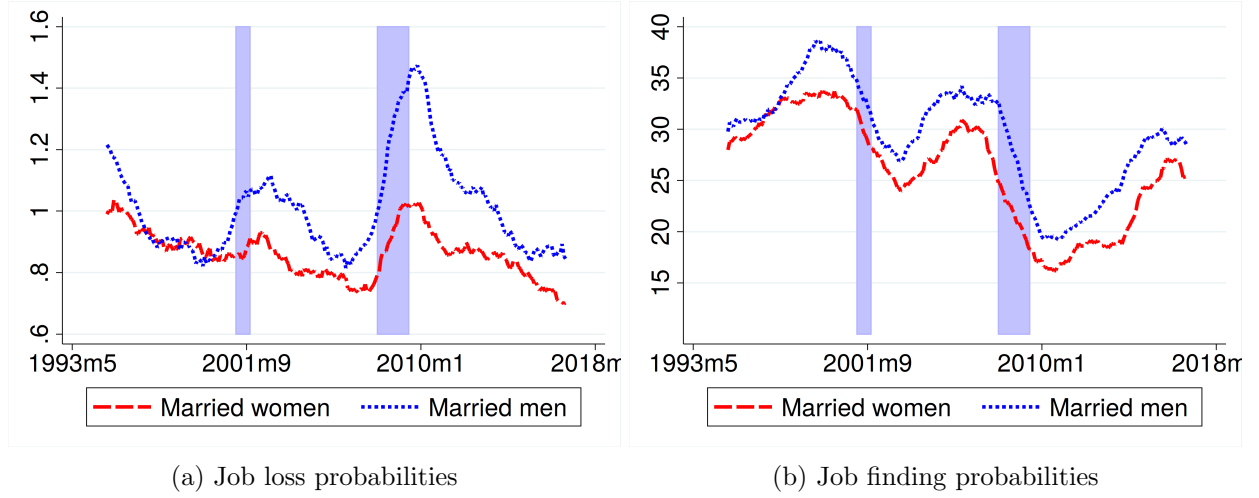 1.6
1.4
1.2
1
.8
.6
1993m5 2001m9 2010m1 2018m
Married women Married men
(a) Job loss probabilities
40
35
30
25
20
15
1993m5 2001m9 2010m1 2018m
Married women Married men
(b) Job finding probabilities